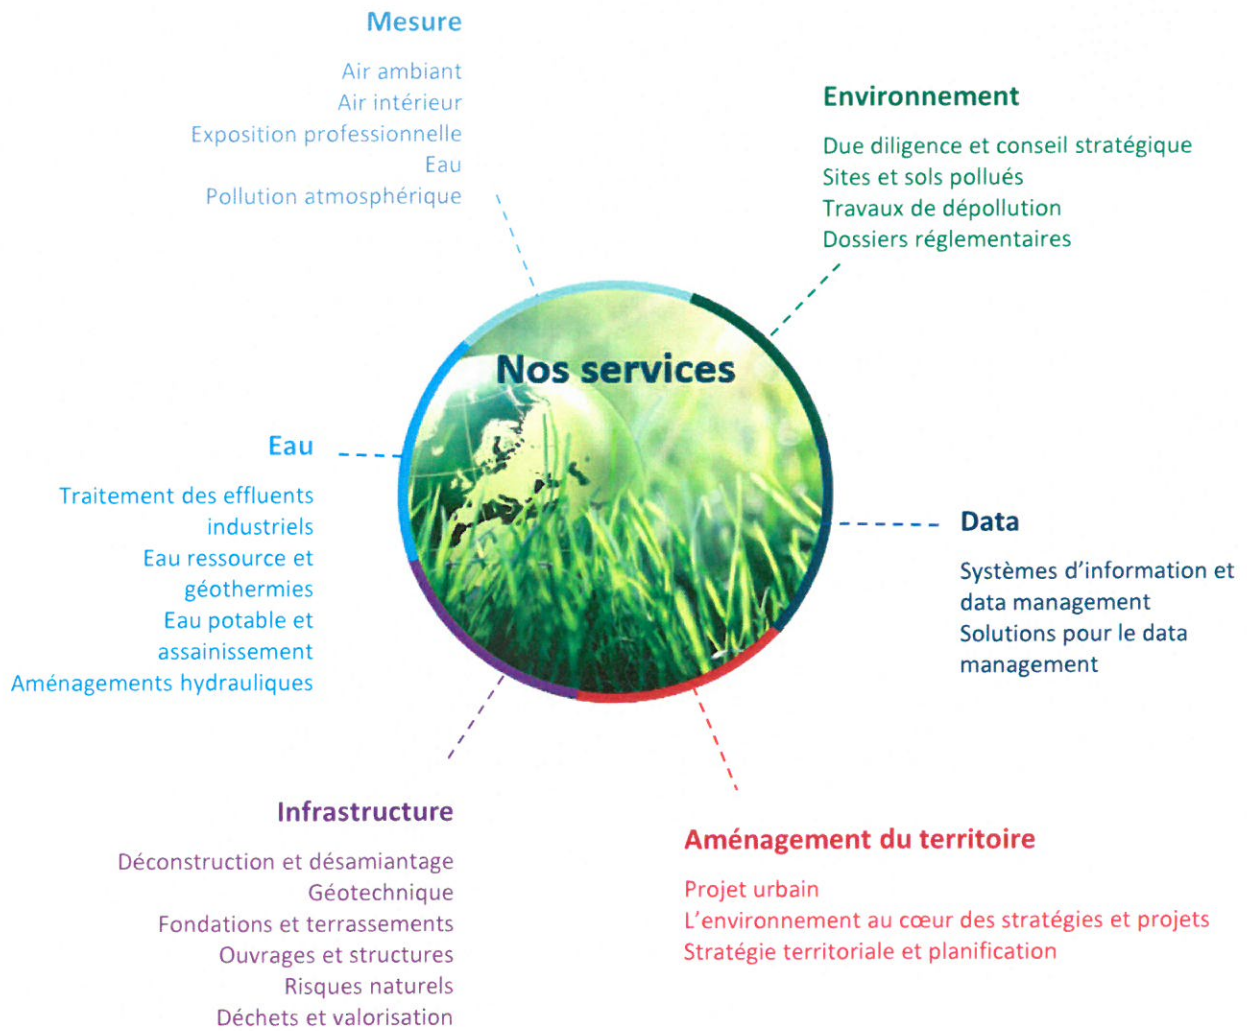 Mesure
Air ambiant
Air intérieur
Exposition professionnelle
Eau
Pollution atmosphérique
Environnement
Due diligence et conseil stratégique
Sites et sols pollués
Travaux de dépollution
Dossiers réglementaires
Nos services
Eau
Traitement des effluents
industriels
Eau ressource et
géothermies
Eau potable et
assainissement
Aménagements hydrauliques
Data
Systèmes d'information et
data management
Solutions pour le data
management
Infrastructure
Déconstruction et désamiantage
Géotechnique
Fondations et terrassements
Ouvrages et structures
Risques naturels
Déchets et valorisation
Aménagement du territoire
Projet urbain
L'environnement au cœur des stratégies et projets
Stratégie territoriale et planification